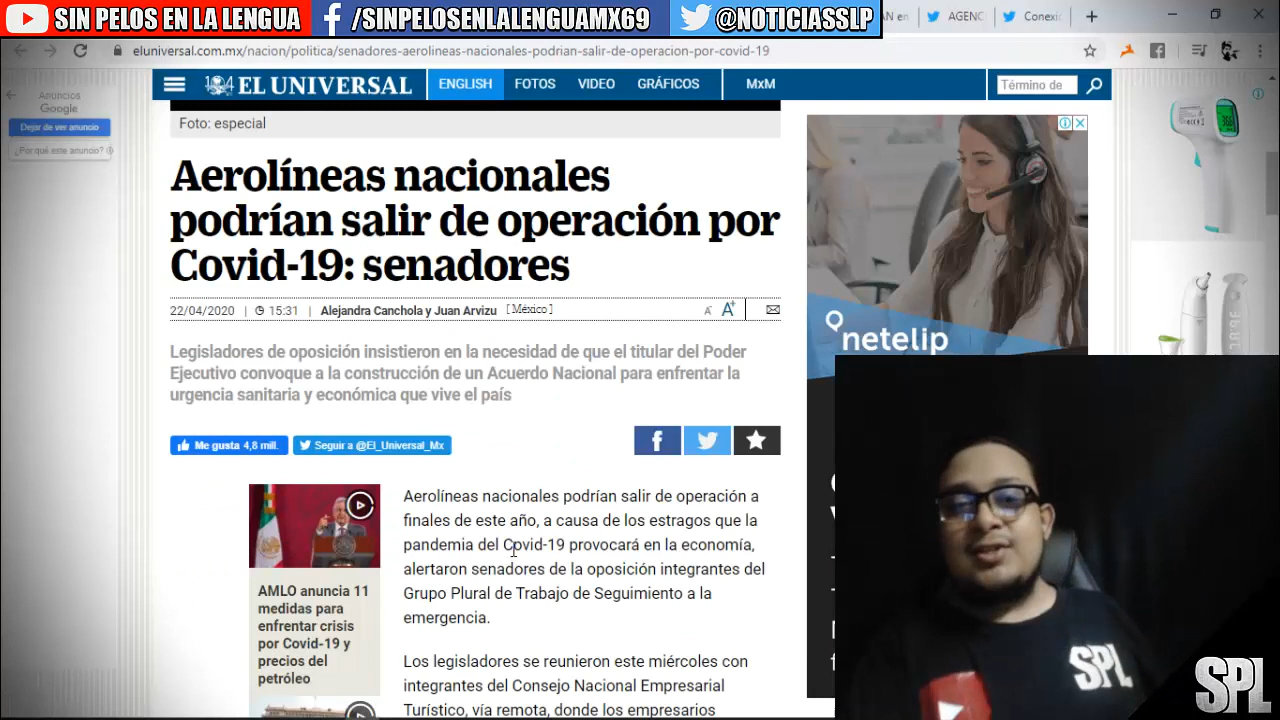 SIN PELOS EN LA LENGUA
/SINPELOSENLALENGUAMX69
@NOTICIASSLP
AN en
AGENC
Conexic
eluniversal.com.mx/nacion/politica/senadores-aerolineas-nacionales-podrian-salir-de-operacion-por-covid-19
EL UNIVERSAL
ENGLISH
FOTOS
VIDEO
GRÁFICOS
MxM
Término de
Anuncios
Google
Dejar de ver anuncio
¿Por qué este anuncio?
Foto: especial
Aerolíneas nacionales
podrían salir de operación por
Covid-19: senadores
22/04/2020 | 15:31 | Alejandra Canchola y Juan Arvizu [ México ]
A- A+
Legisladores de oposición insistieron en la necesidad de que el titular del Poder
Ejecutivo convoque a la construcción de un Acuerdo Nacional para enfrentar la
urgencia sanitaria y económica que vive el país
Me gusta 4,8 mill.
Seguir a @El_Universal_Mx
AMLO anuncia 11
medidas para
enfrentar crisis
por Covid-19 y
precios del
petróleo
Aerolíneas nacionales podrían salir de operación a
finales de este año, a causa de los estragos que la
pandemia del Covid-19 provocará en la economía,
alertaron senadores de la oposición integrantes del
Grupo Plural de Trabajo de Seguimiento a la
emergencia.
Los legisladores se reunieron este miércoles con
integrantes del Consejo Nacional Empresarial
Turístico, vía remota, donde los empresarios
netelip
SPL
SPL